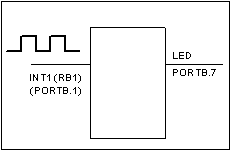 LED
INT1(RB1)
PORTB.7
(PORTB.1)